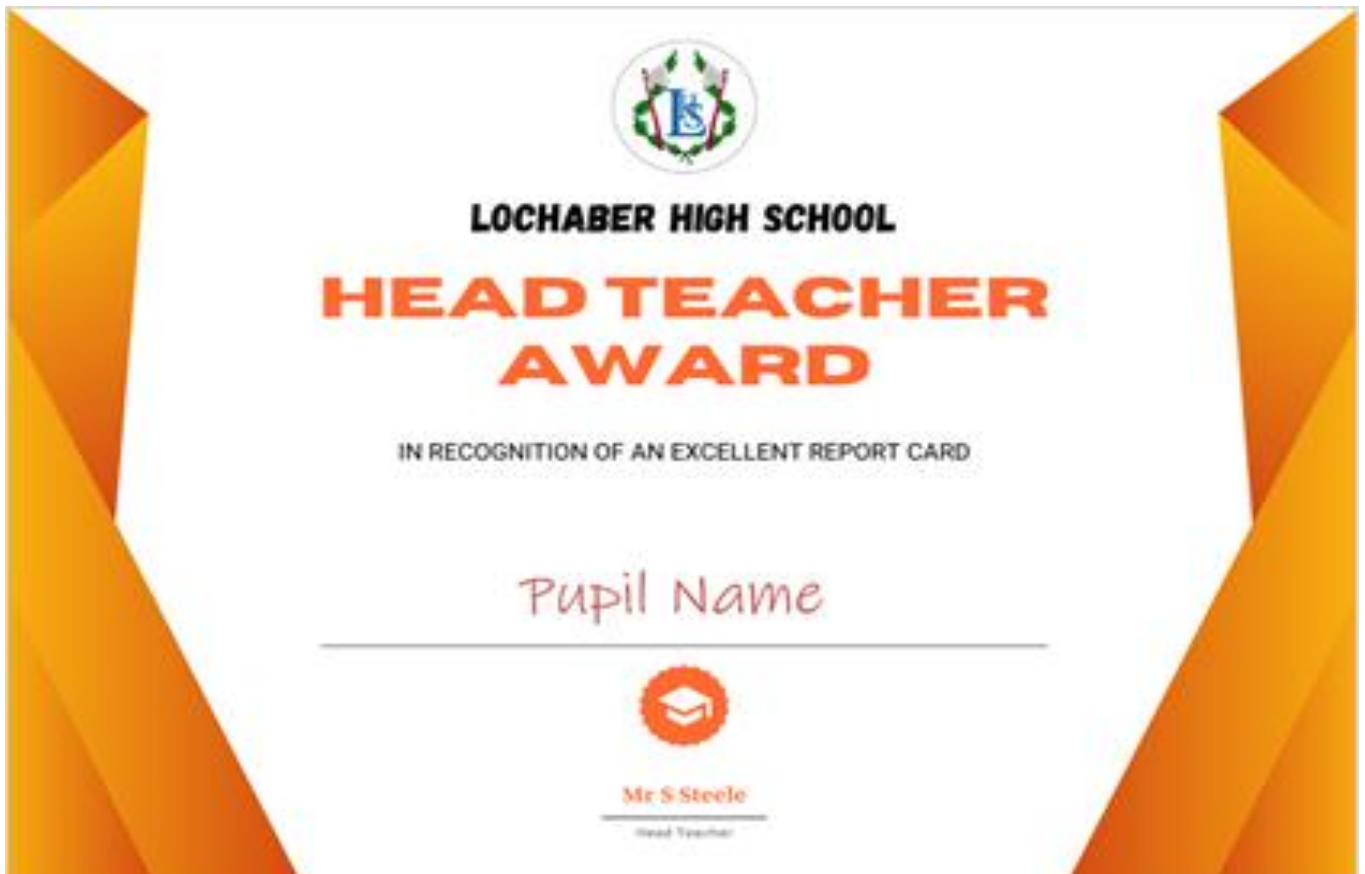 LHS
LOCHABER HIGH SCHOOL
HEAD TEACHER
AWARD
IN RECOGNITION OF AN EXCELLENT REPORT CARD
Pupil Name
Mr S Steele
Head Teacher